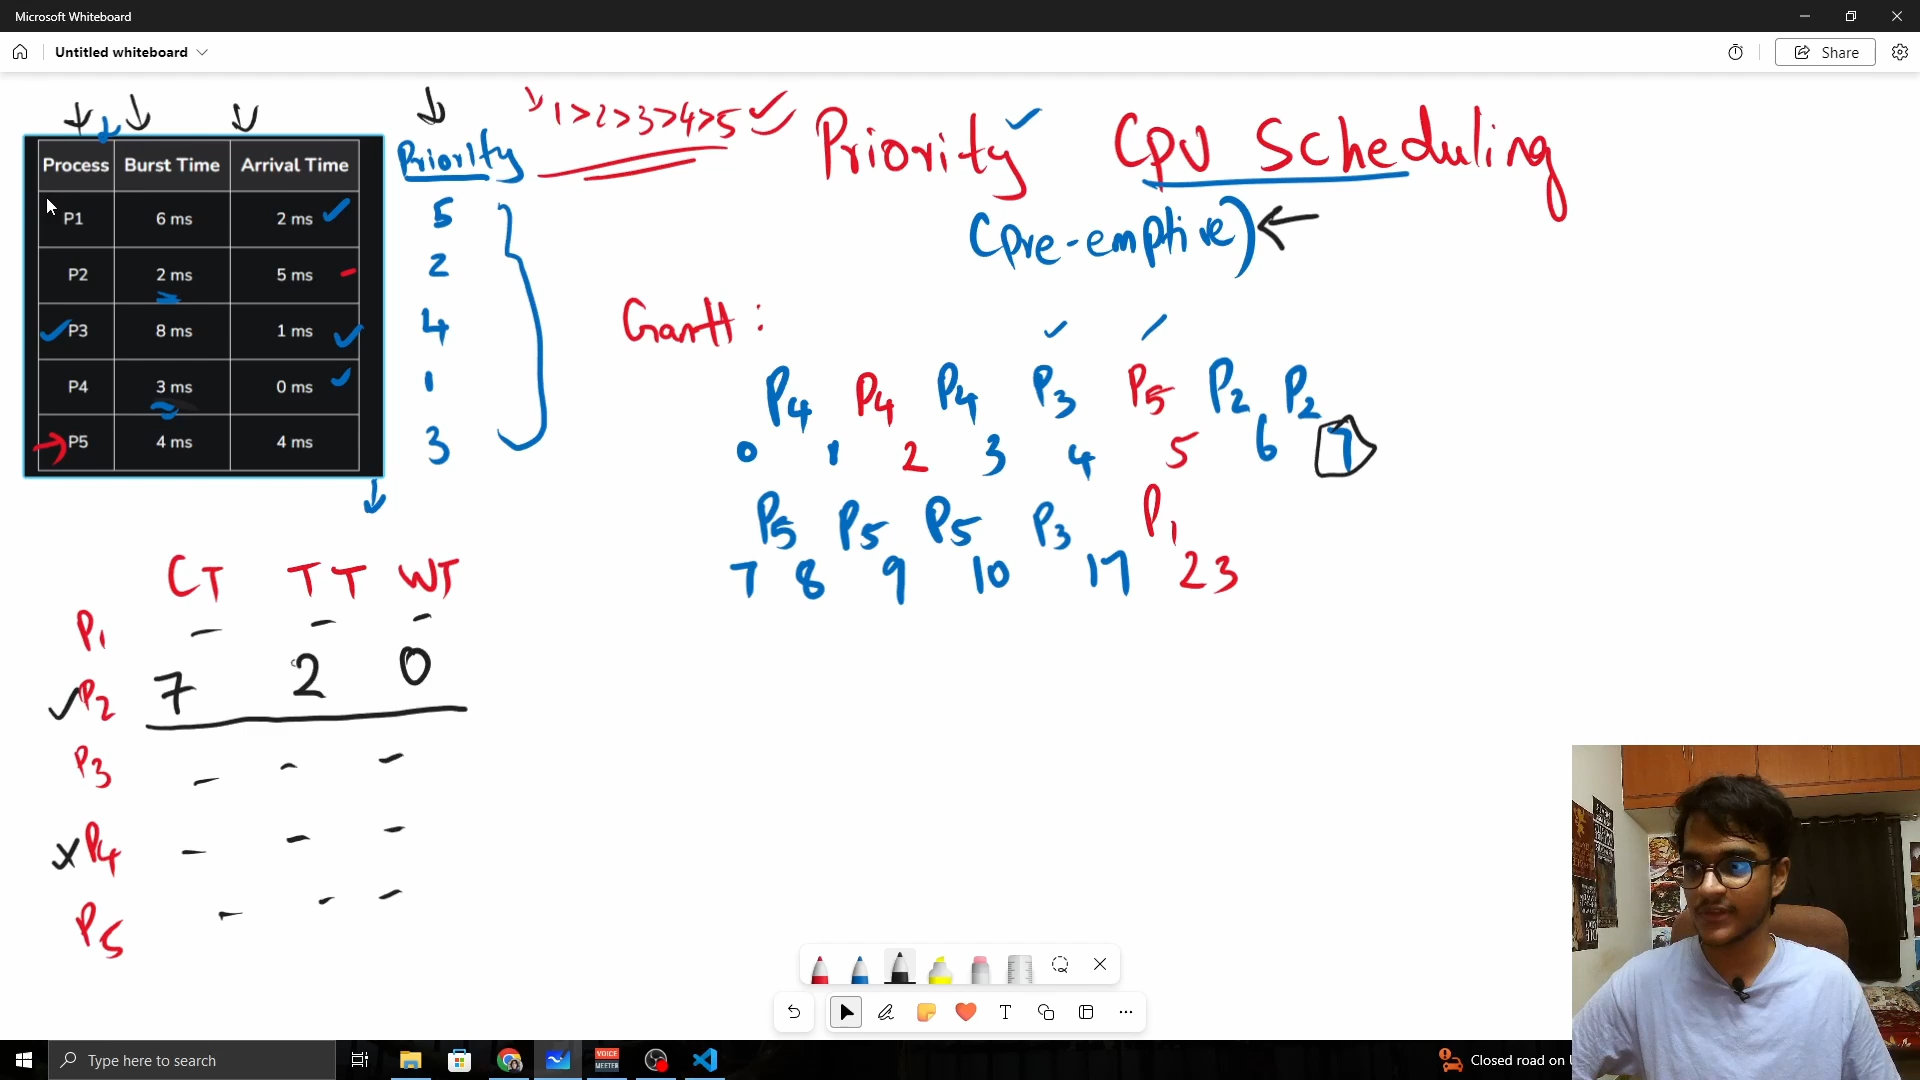 Microsoft Whiteboard
Untitled whiteboard
Share
1>2>3>4>5
Priority CPU Scheduling
(pre-emptive)
Process Burst Time Arrival Time Priority
P1 6 ms 2 ms 5
P2 2 ms 5 ms 2
P3 8 ms 1 ms 4
P4 3 ms 0 ms 1
P5 4 ms 4 ms 3
Gantt :
P4 P4 P4 P3 P5 P2 P2
0 1 2 3 4 5 6 7
P5 P5 P5 P3 P1
7 8 9 10 17 23
CT TT WT
P1 - - -
P2 7 2 0
P3 - - -
P4 - - -
P5 - - -
Type here to search
VOICE
MEETER
Closed road on